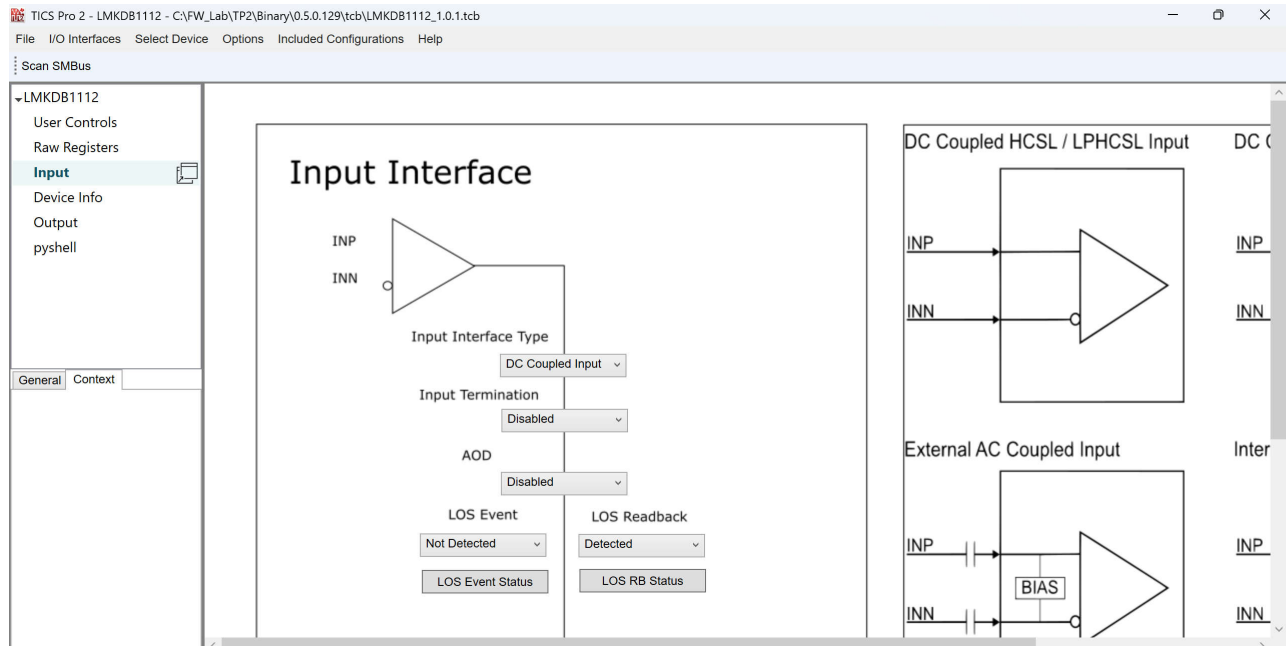 TICS Pro 2 - LMKDB1112 - C:\FW_Lab\TP2\Binary\0.5.0.129\tcb\LMKDB1112_1.0.1.tcb
File I/O Interfaces Select Device Options Included Configurations Help
Scan SMBus
LMKDB1112
User Controls
Raw Registers
Input
Device Info
Output
pyshell
General Context
Input Interface
INP
INN
Input Interface Type
DC Coupled Input
Input Termination
Disabled
AOD
Disabled
LOS Event LOS Readback
Not Detected Detected
LOS Event Status LOS RB Status
DC Coupled HCSL / LPHCSL Input
INP
INN
External AC Coupled Input
INP
BIAS
INN
DC
INP
INN
Inter
INP
INN